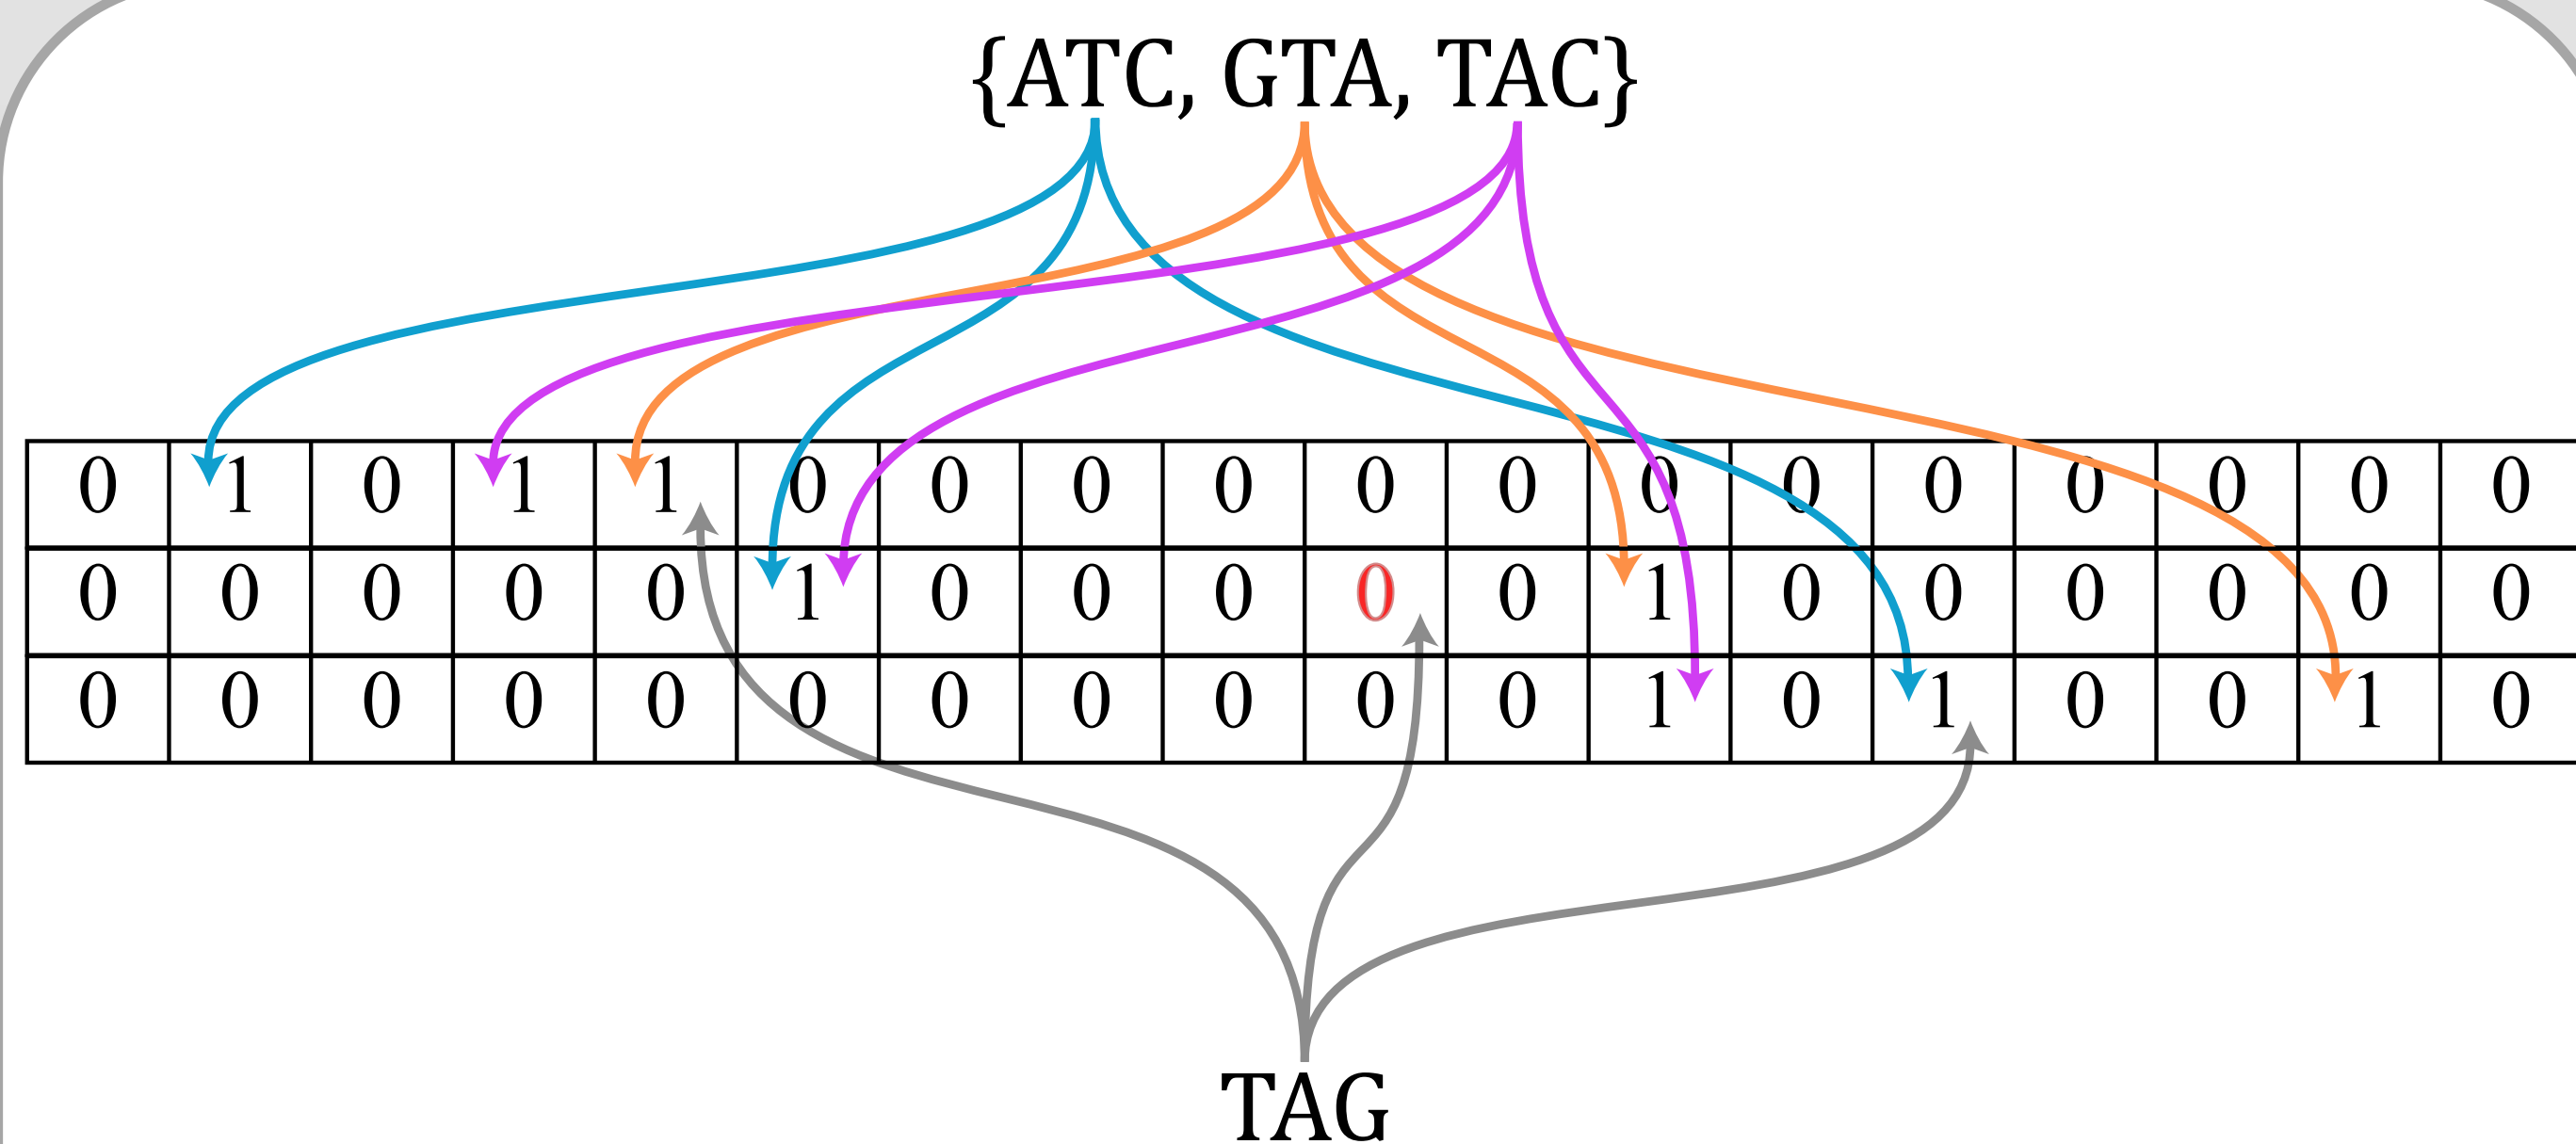 {ATC, GTA, TAC}
0 1 0 1 1 0 0 0 0 0 0 0 0 0 0 0 0 0
0 0 0 0 0 1 0 0 0 0 0 1 0 0 0 0 0 0
0 0 0 0 0 0 0 0 0 0 0 1 0 1 0 0 1 0
TAG